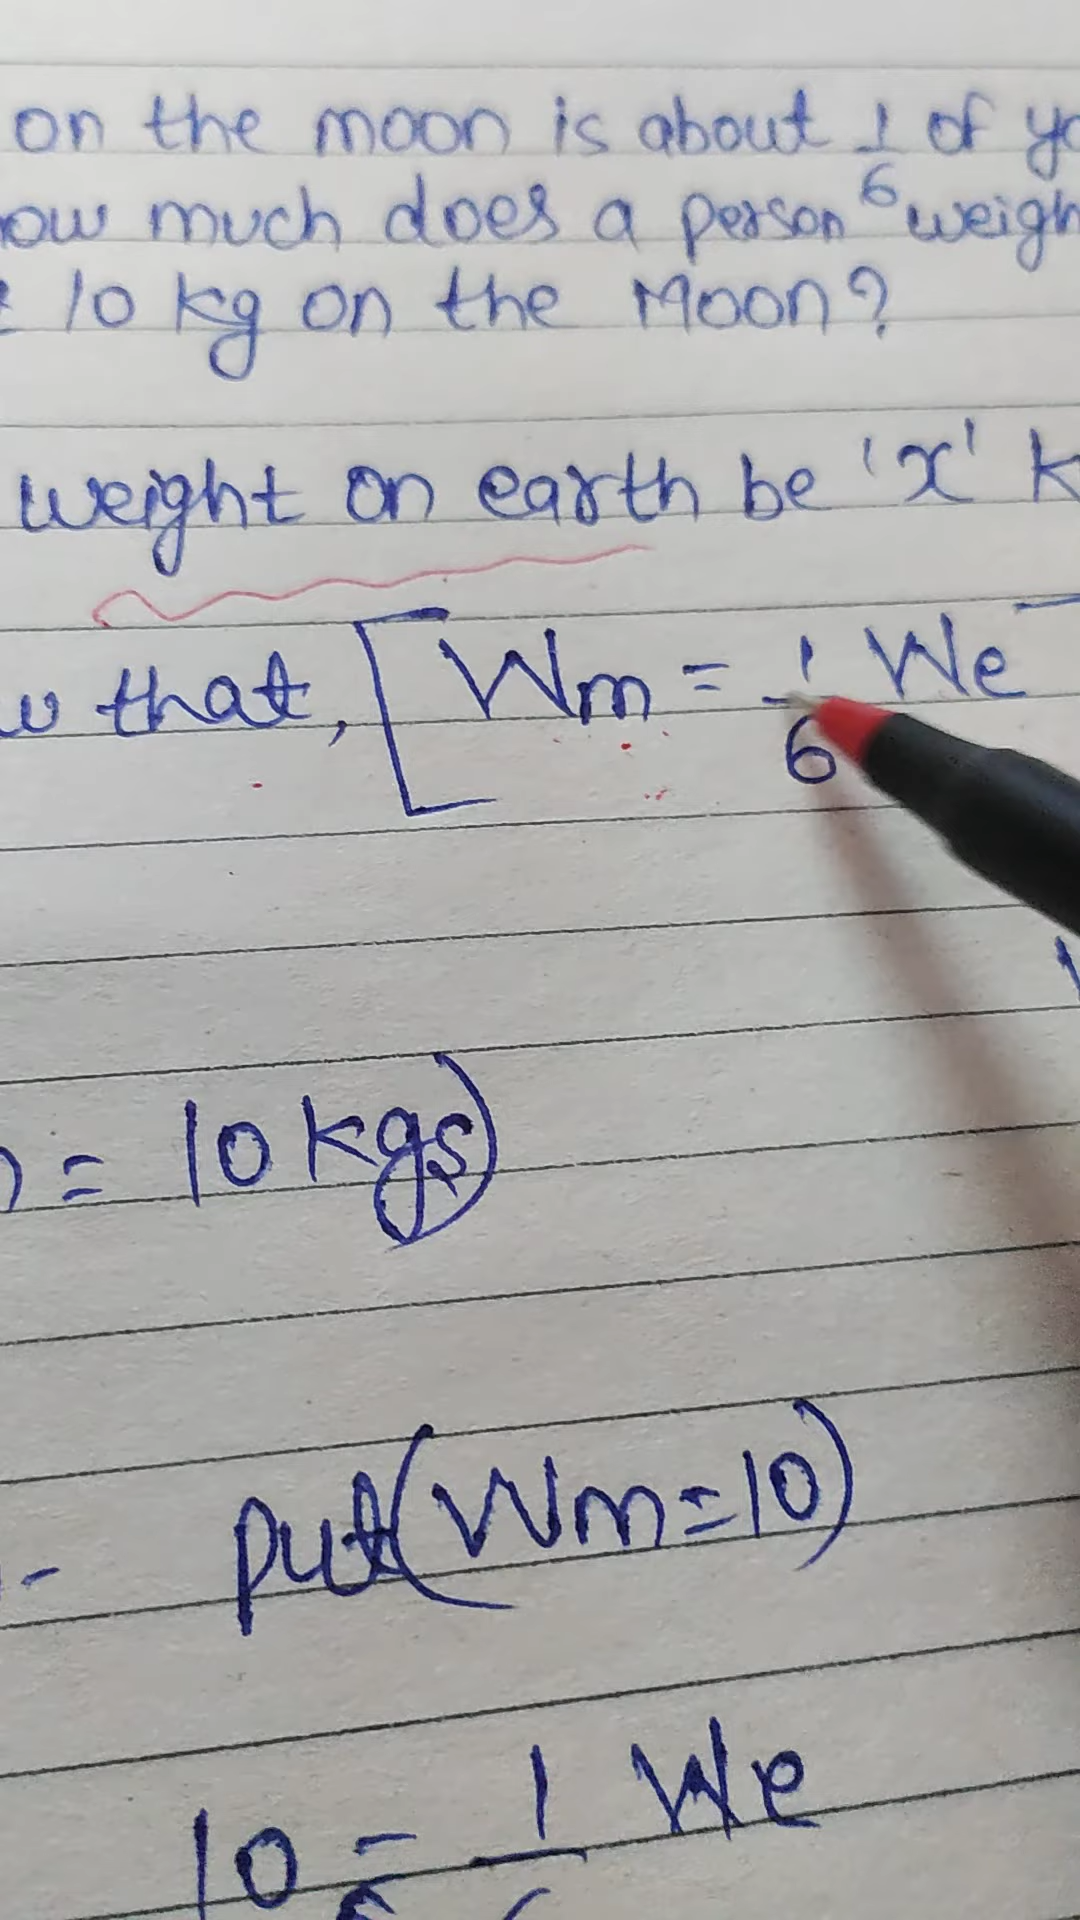 on the moon is about 1/6 of yo
ow much does a person weigh
10 kg on the Moon?
weight on earth be 'x' k
that, [Wm = 1/6 We
= 10 kgs)
- put (Wm = 10)
10 = 1 We